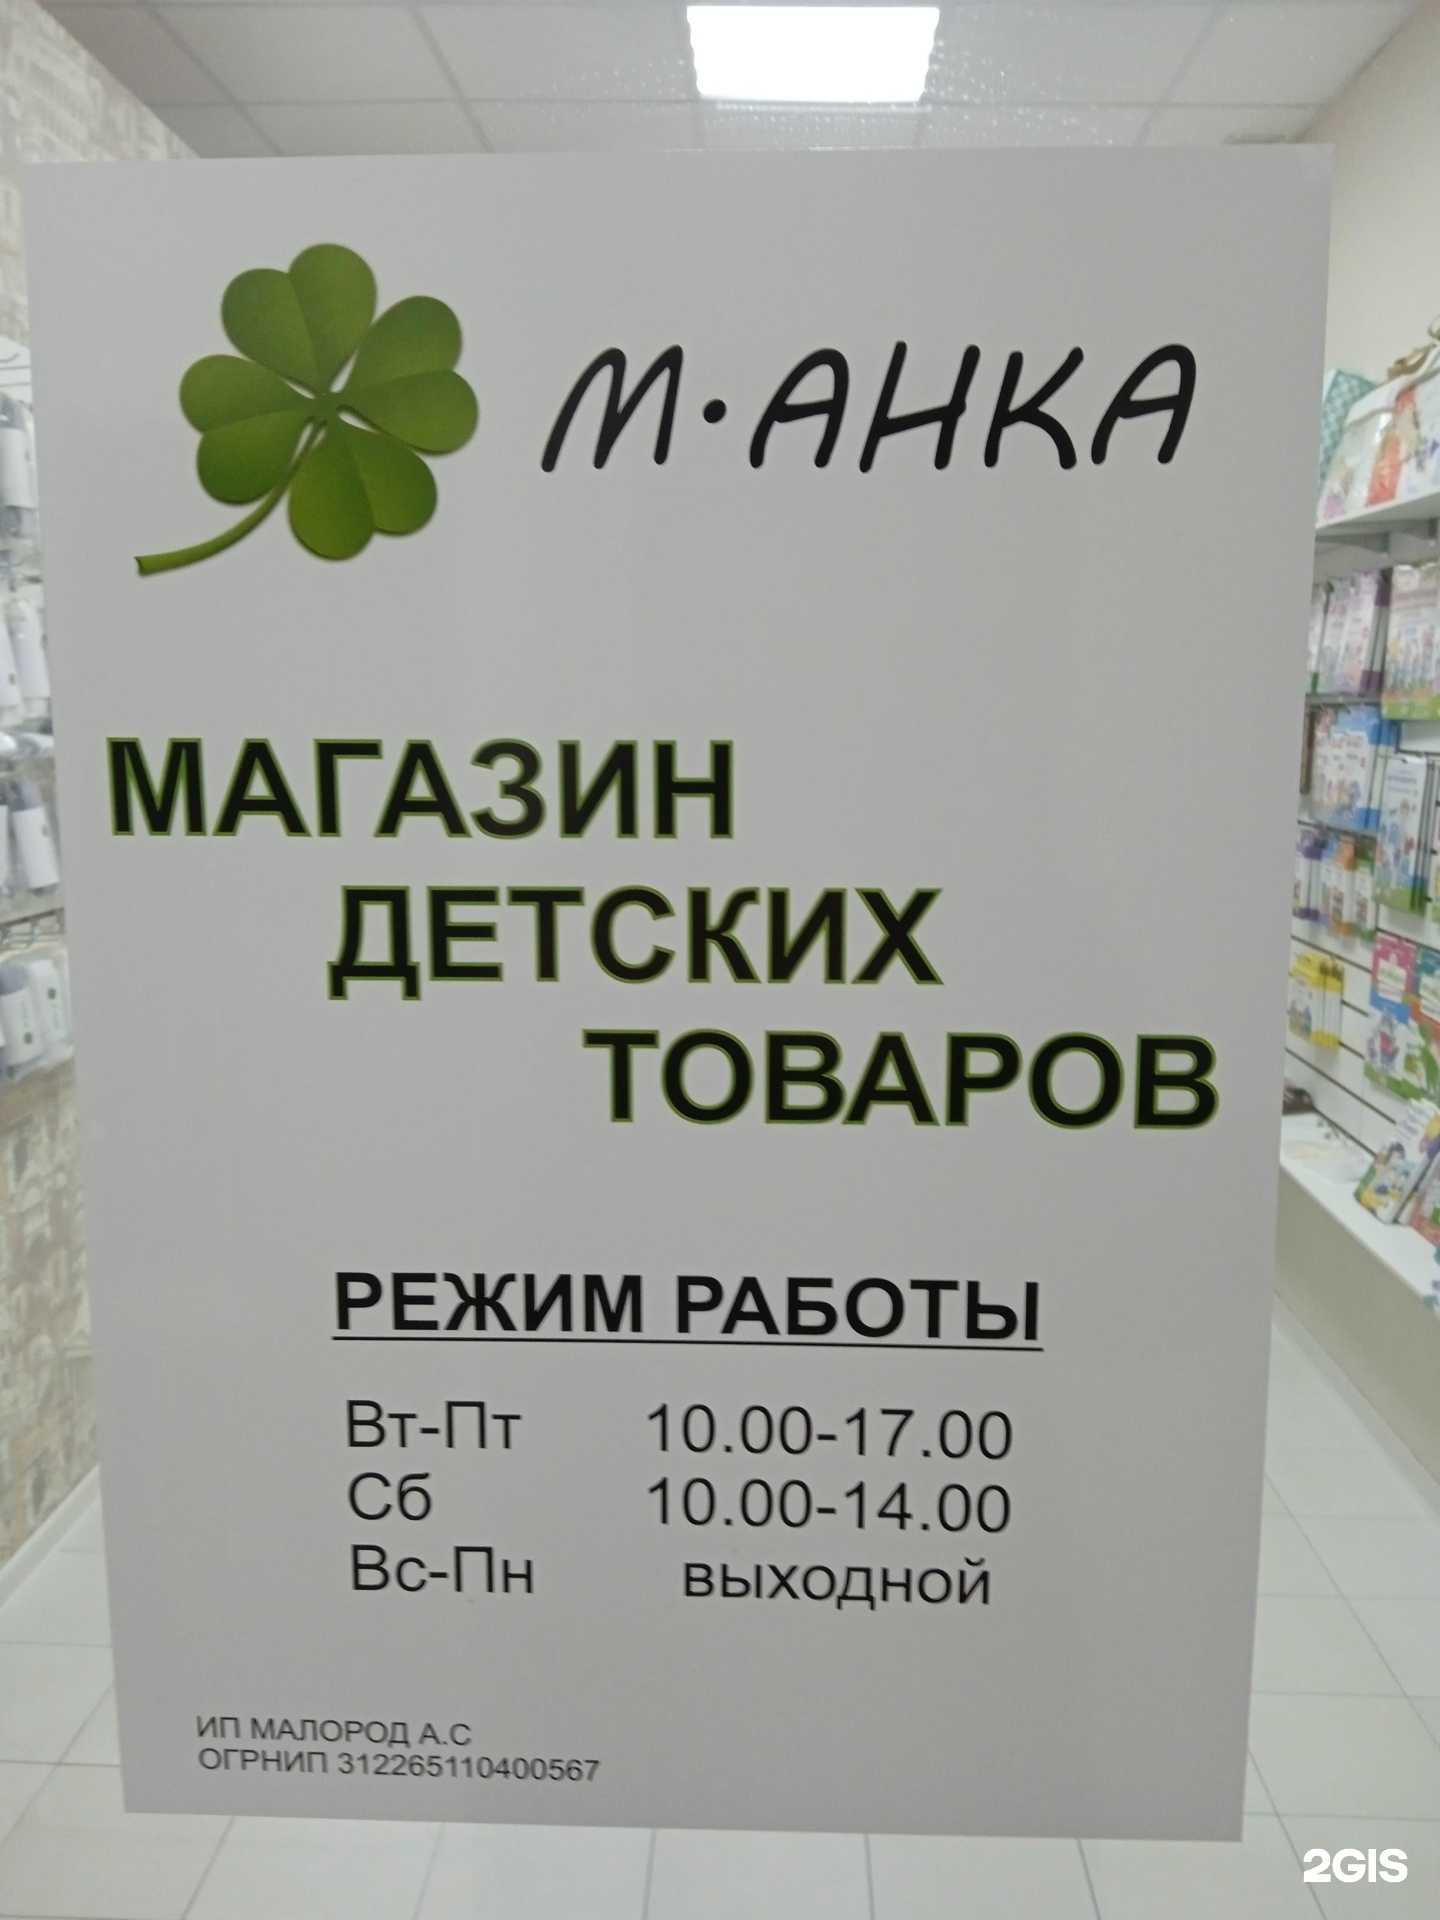 М·АНКА
МАГАЗИН
ДЕТСКИХ
ТОВАРОВ
РЕЖИМ РАБОТЫ
Вт-Пт 10.00-17.00
Сб 10.00-14.00
Вс-Пн выходной
ИП МАЛОРОД А.С
ОГРНИП 312265110400567
2GIS